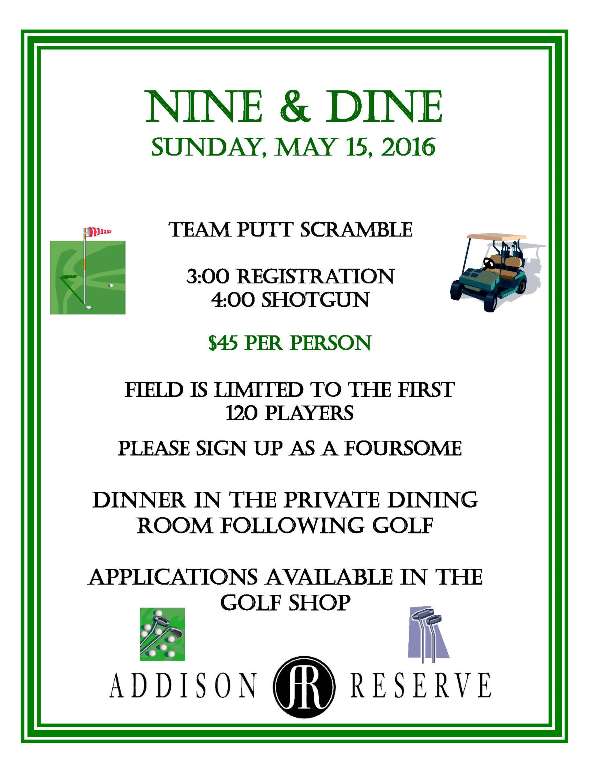 NINE & DINE
SUNDAY, MAY 15, 2016
TEAM PUTT SCRAMBLE
3:00 REGISTRATION
4:00 SHOTGUN
$45 PER PERSON
FIELD IS LIMITED TO THE FIRST
120 PLAYERS
PLEASE SIGN UP AS A FOURSOME
DINNER IN THE PRIVATE DINING
ROOM FOLLOWING GOLF
APPLICATIONS AVAILABLE IN THE
GOLF SHOP
ADDISON AR RESERVE